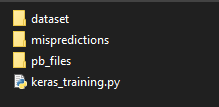 dataset
mispredictions
pb_files
keras_training.py